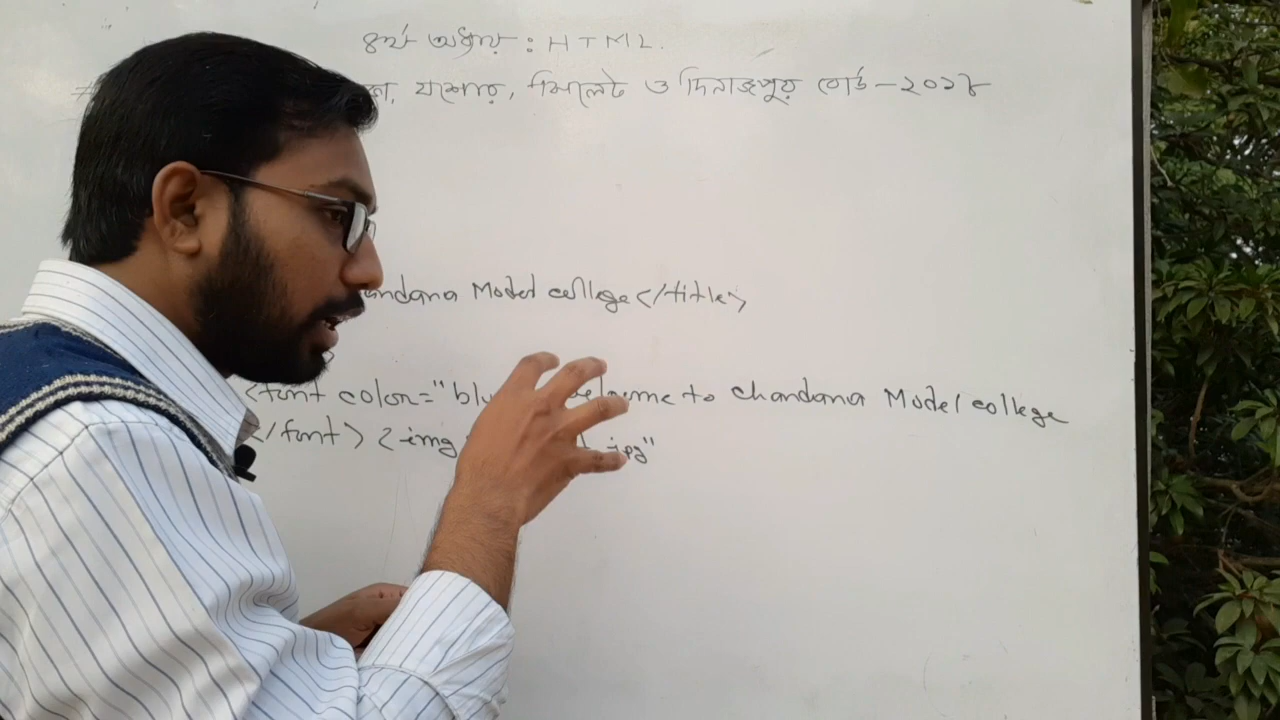 ৪র্থ অধ্যায় : HTML.
যশোর, সিলেট ও দিনাজপুর বোর্ড-২০১৮
andana Model college</title>
<font color="blu elcome to Chandana Model college
</font> <img .jpg"